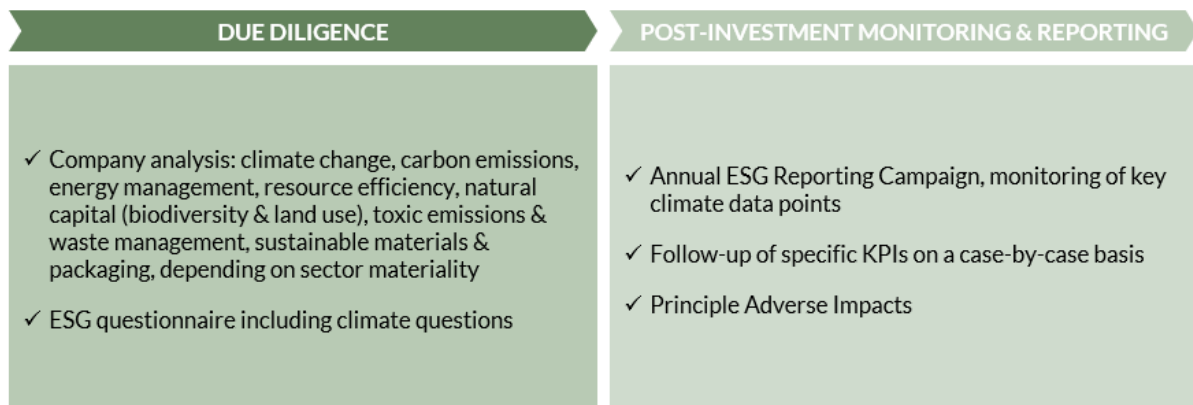 DUE DILIGENCE
✓ Company analysis: climate change, carbon emissions,
energy management, resource efficiency, natural
capital (biodiversity & land use), toxic emissions &
waste management, sustainable materials &
packaging, depending on sector materiality
✓ ESG questionnaire including climate questions
POST-INVESTMENT MONITORING & REPORTING
✓ Annual ESG Reporting Campaign, monitoring of key
climate data points
✓ Follow-up of specific KPIs on a case-by-case basis
✓ Principle Adverse Impacts